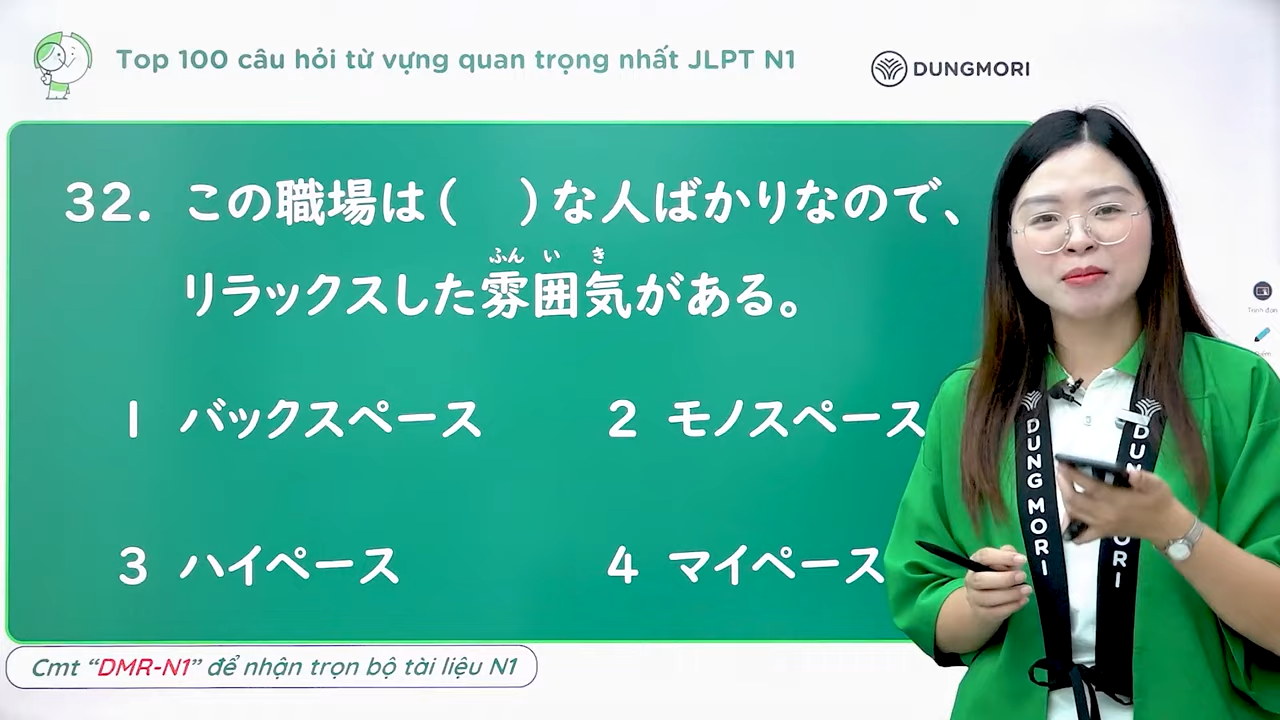 Top 100 câu hỏi từ vựng quan trọng nhất JLPT N1
DUNGMORI
32. この職場は(　)な人ばかりなので、
ふんいき
リラックスした雰囲気がある。
1 バックスペース
2 モノスペース
3 ハイペース
4 マイペース
Cmt “DMR-N1” để nhận trọn bộ tài liệu N1
Trình đơn
DUNG MORI